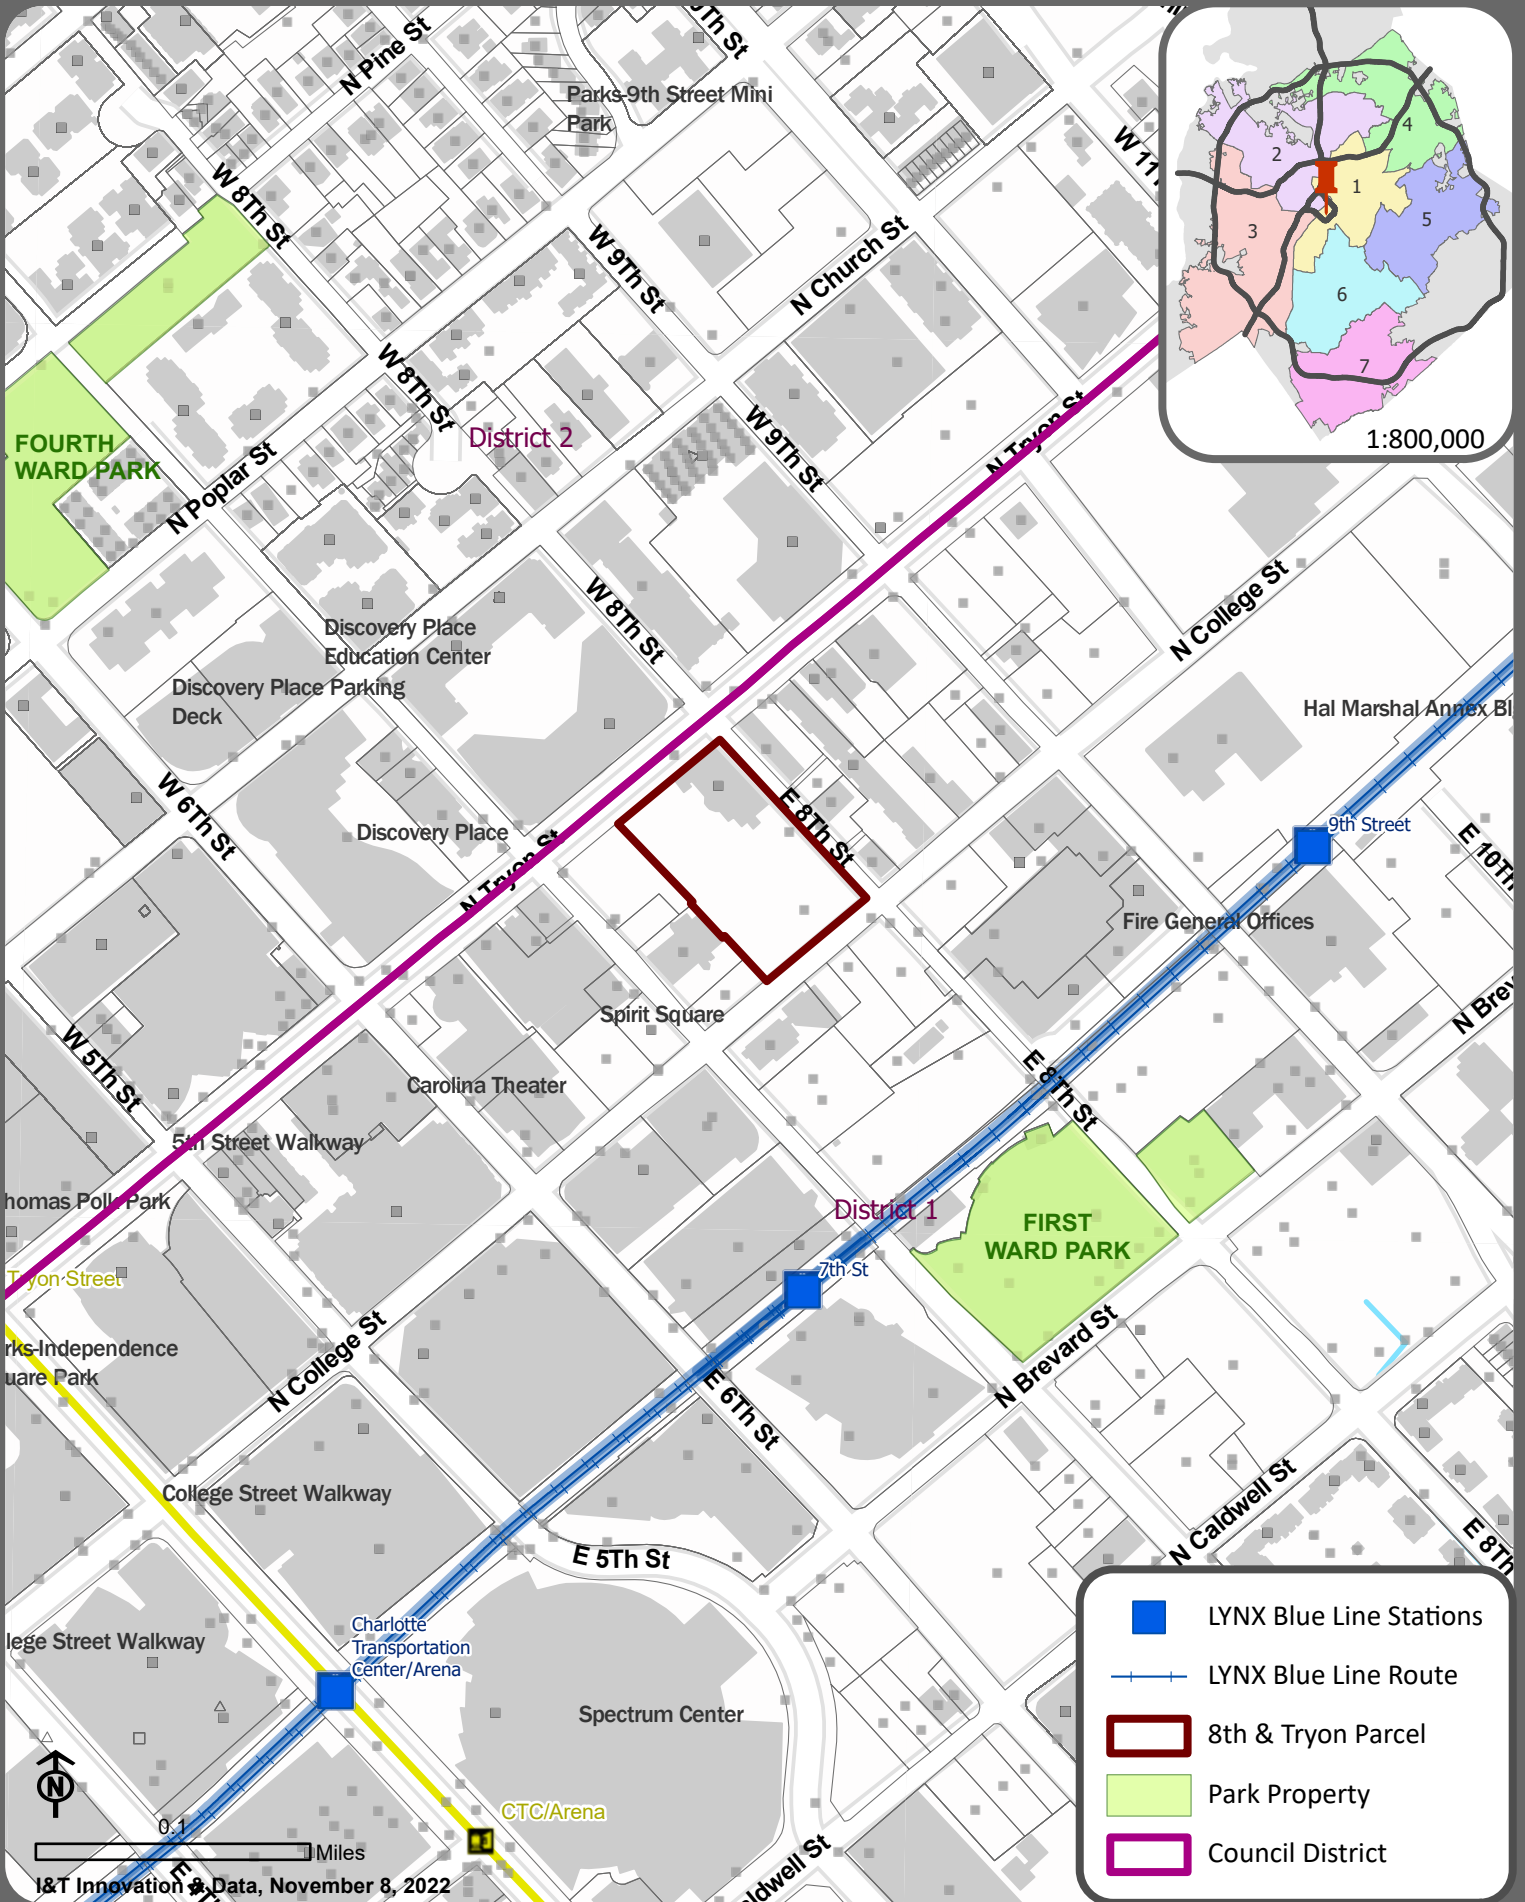 N Pine St
Parks-9th Street Mini
Park
W 8Th St
W 9Th St
N Church St
W 8Th St
FOURTH
WARD PARK
District 2
N Poplar St
W 9Th St
N Tryon St
2
4
1
5
3
6
7
1:800,000
W 8Th St
N College St
Discovery Place
Education Center
Discovery Place Parking
Deck
Hal Marshal Annex Bl
W 6Th St
Discovery Place
E 8Th St
9th Street
N Tryon St
Fire General Offices
Spirit Square
W 5Th St
Carolina Theater
E 8Th St
5th Street Walkway
homas Polk Park
District 1
FIRST
WARD PARK
7th St
Tryon Street
rks-Independence
uare Park
N College St
N Brevard St
E 6Th St
College Street Walkway
N Caldwell St
E 8Th
E 5Th St
Charlotte
Transportation
Center/Arena
lege Street Walkway
Spectrum Center
CTC/Arena
LYNX Blue Line Stations
LYNX Blue Line Route
8th & Tryon Parcel
Park Property
Council District
N
0.1
Miles
I&T Innovation & Data, November 8, 2022